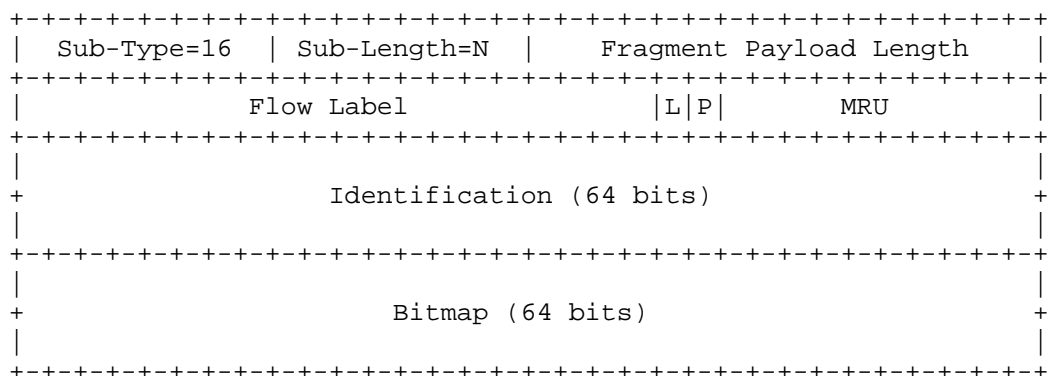 +-+-+-+-+-+-+-+-+-+-+-+-+-+-+-+-+-+-+-+-+-+-+-+-+-+-+-+-+-+-+-+-+
| Sub-Type=16 | Sub-Length=N | Fragment Payload Length |
+-+-+-+-+-+-+-+-+-+-+-+-+-+-+-+-+-+-+-+-+-+-+-+-+-+-+-+-+-+-+-+-+
| Flow Label |L|P| MRU |
+-+-+-+-+-+-+-+-+-+-+-+-+-+-+-+-+-+-+-+-+-+-+-+-+-+-+-+-+-+-+-+-+
| |
+ Identification (64 bits) +
| |
+-+-+-+-+-+-+-+-+-+-+-+-+-+-+-+-+-+-+-+-+-+-+-+-+-+-+-+-+-+-+-+-+
| |
+ Bitmap (64 bits) +
| |
+-+-+-+-+-+-+-+-+-+-+-+-+-+-+-+-+-+-+-+-+-+-+-+-+-+-+-+-+-+-+-+-+